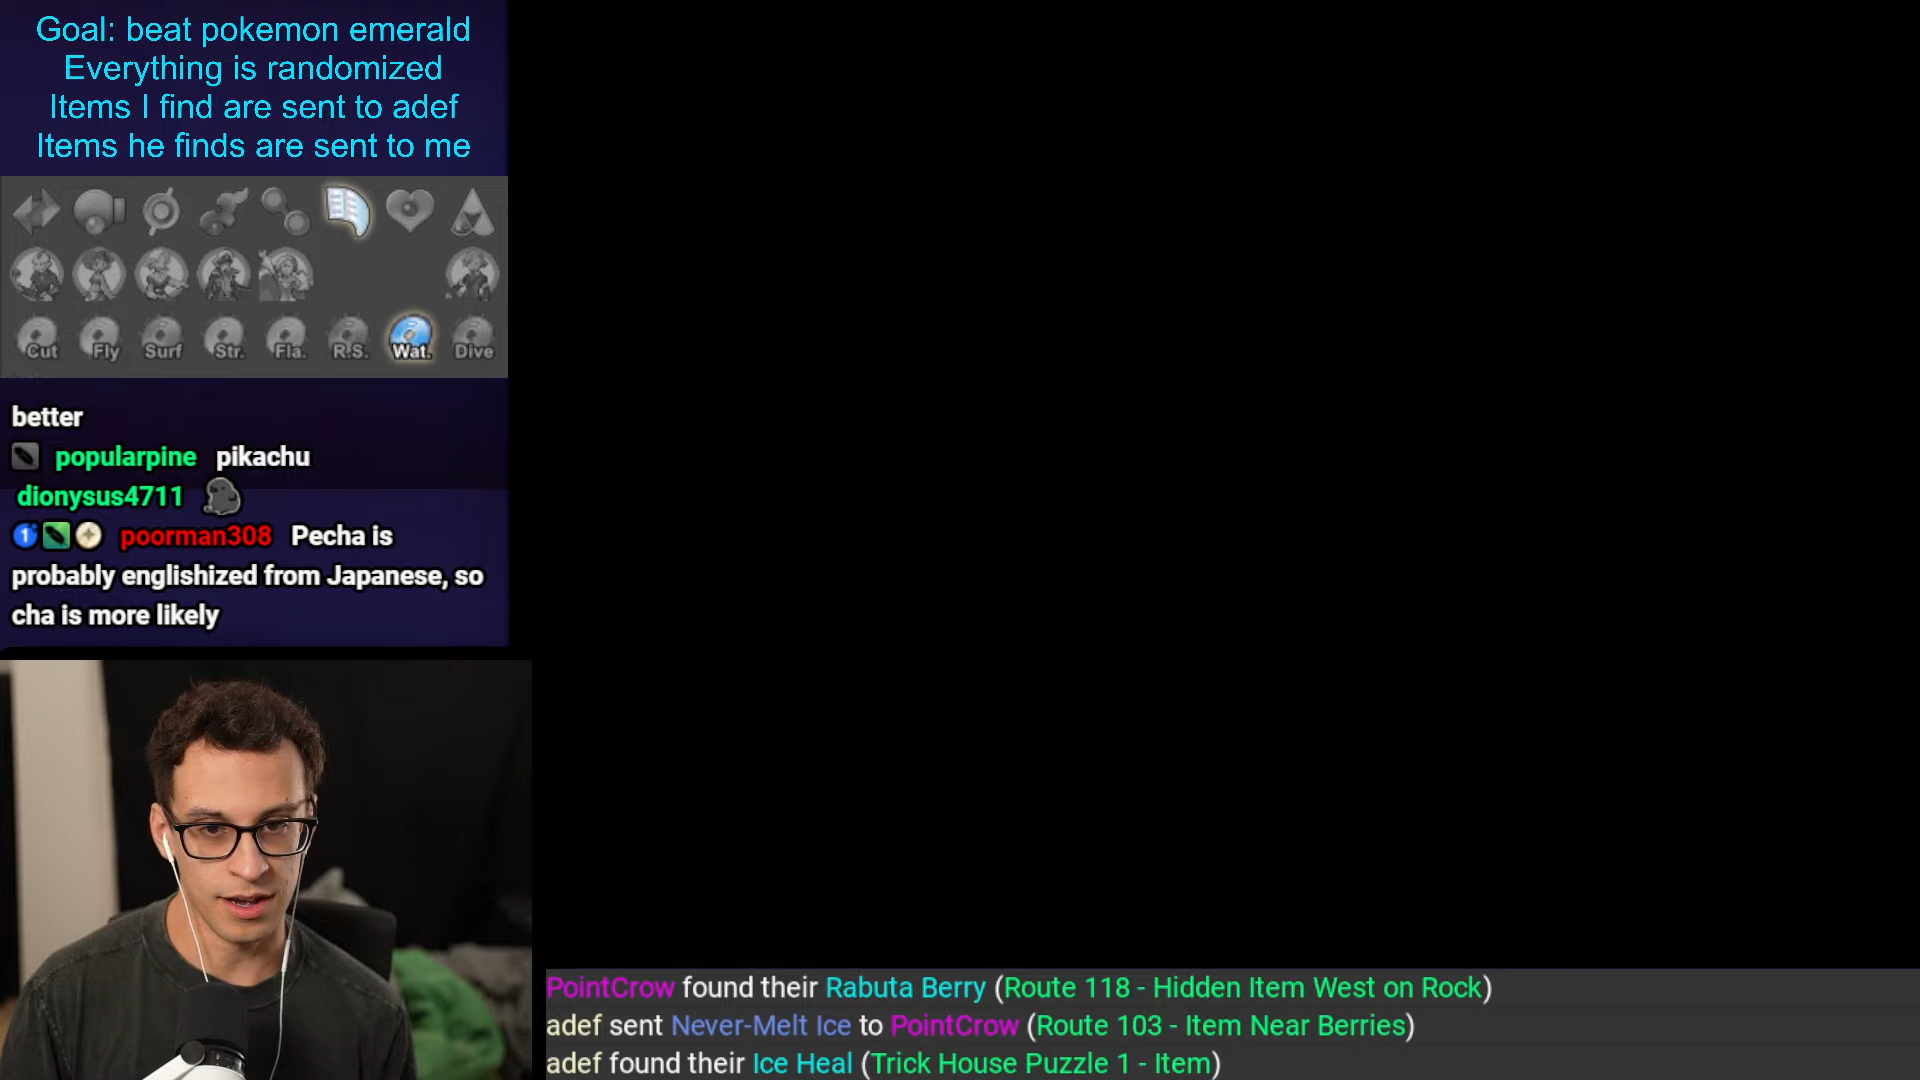 Goal: beat pokemon emerald
Everything is randomized
Items I find are sent to adef
Items he finds are sent to me
Cut Fly Surf Str. Fla. R.S. Wat. Dive
better
popularpine pikachu
dionysus4711
1 poorman308 Pecha is
probably englishized from Japanese, so
cha is more likely
PointCrow found their Rabuta Berry (Route 118 - Hidden Item West on Rock)
adef sent Never-Melt Ice to PointCrow (Route 103 - Item Near Berries)
adef found their Ice Heal (Trick House Puzzle 1 - Item)